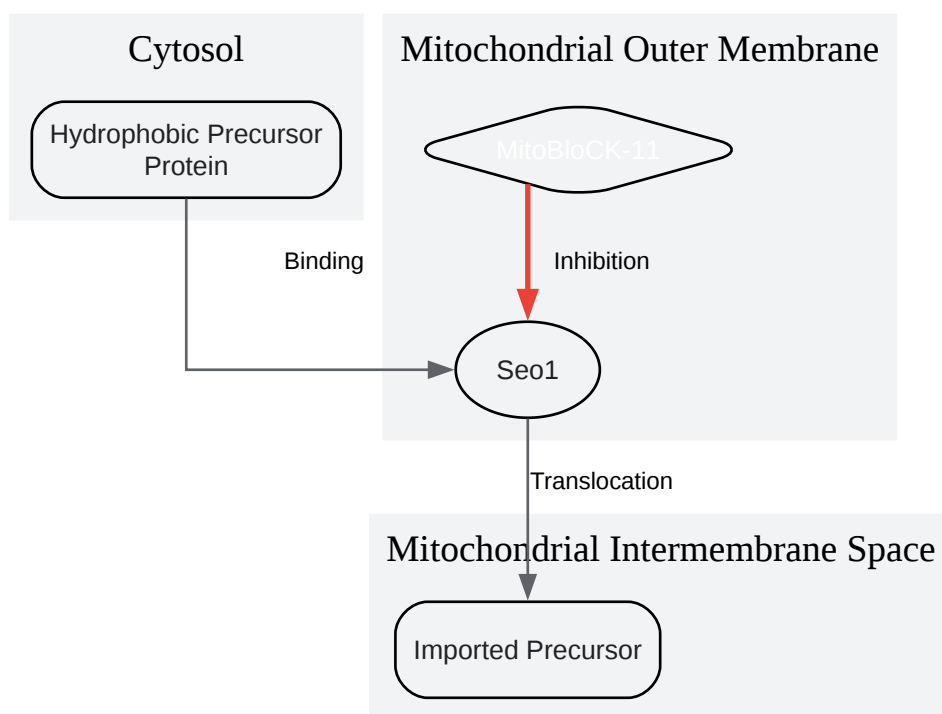 Cytosol
Mitochondrial Outer Membrane
Hydrophobic Precursor
Protein
MitoBloCK-11
Binding
Inhibition
Seo1
Translocation
Mitochondrial Intermembrane Space
Imported Precursor